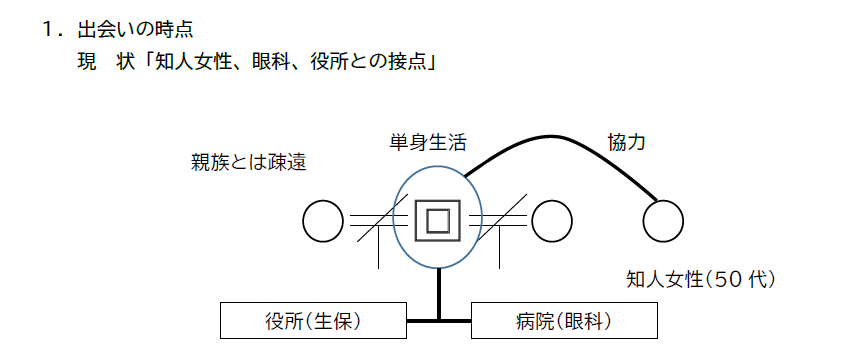 １．出会いの時点
現　状「知人女性、眼科、役所との接点」
単身生活
協力
親族とは疎遠
知人女性（50 代）
役所（生保）
病院（眼科）